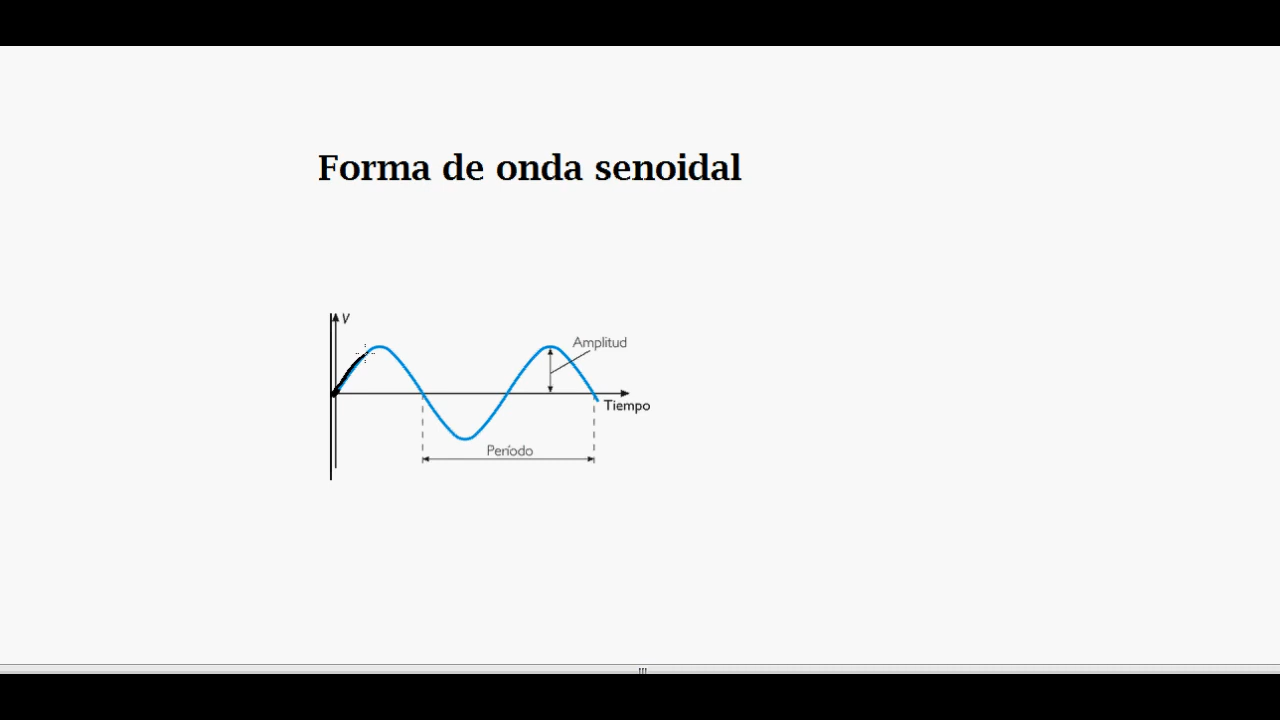 Forma de onda senoidal
V
Amplitud
Tiempo
Período